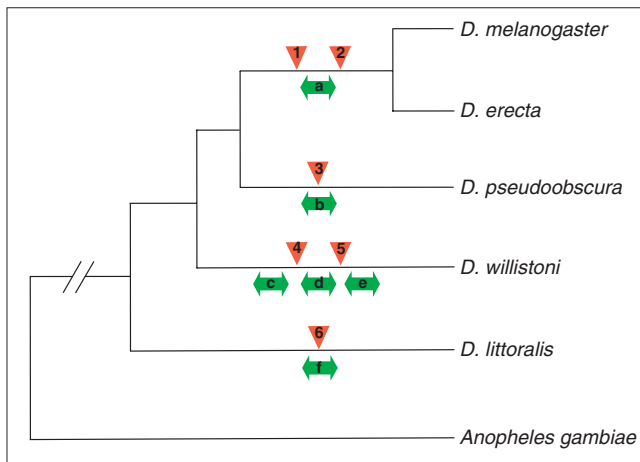 D. melanogaster
1 2
a
D. erecta
3
D. pseudoobscura
b
4 5
D. willistoni
c d e
6
D. littoralis
f
Anopheles gambiae